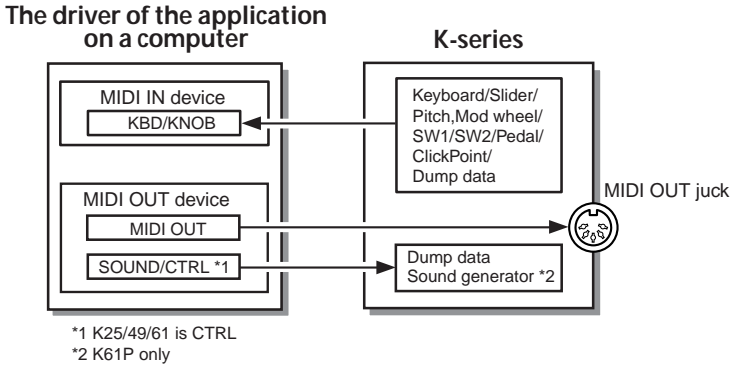 The driver of the application
on a computer
K-series
MIDI IN device
KBD/KNOB
Keyboard/Slider/
Pitch,Mod wheel/
SW1/SW2/Pedal/
ClickPoint/
Dump data
MIDI OUT juck
MIDI OUT device
MIDI OUT
SOUND/CTRL *1
Dump data
Sound generator *2
*1 K25/49/61 is CTRL
*2 K61P only